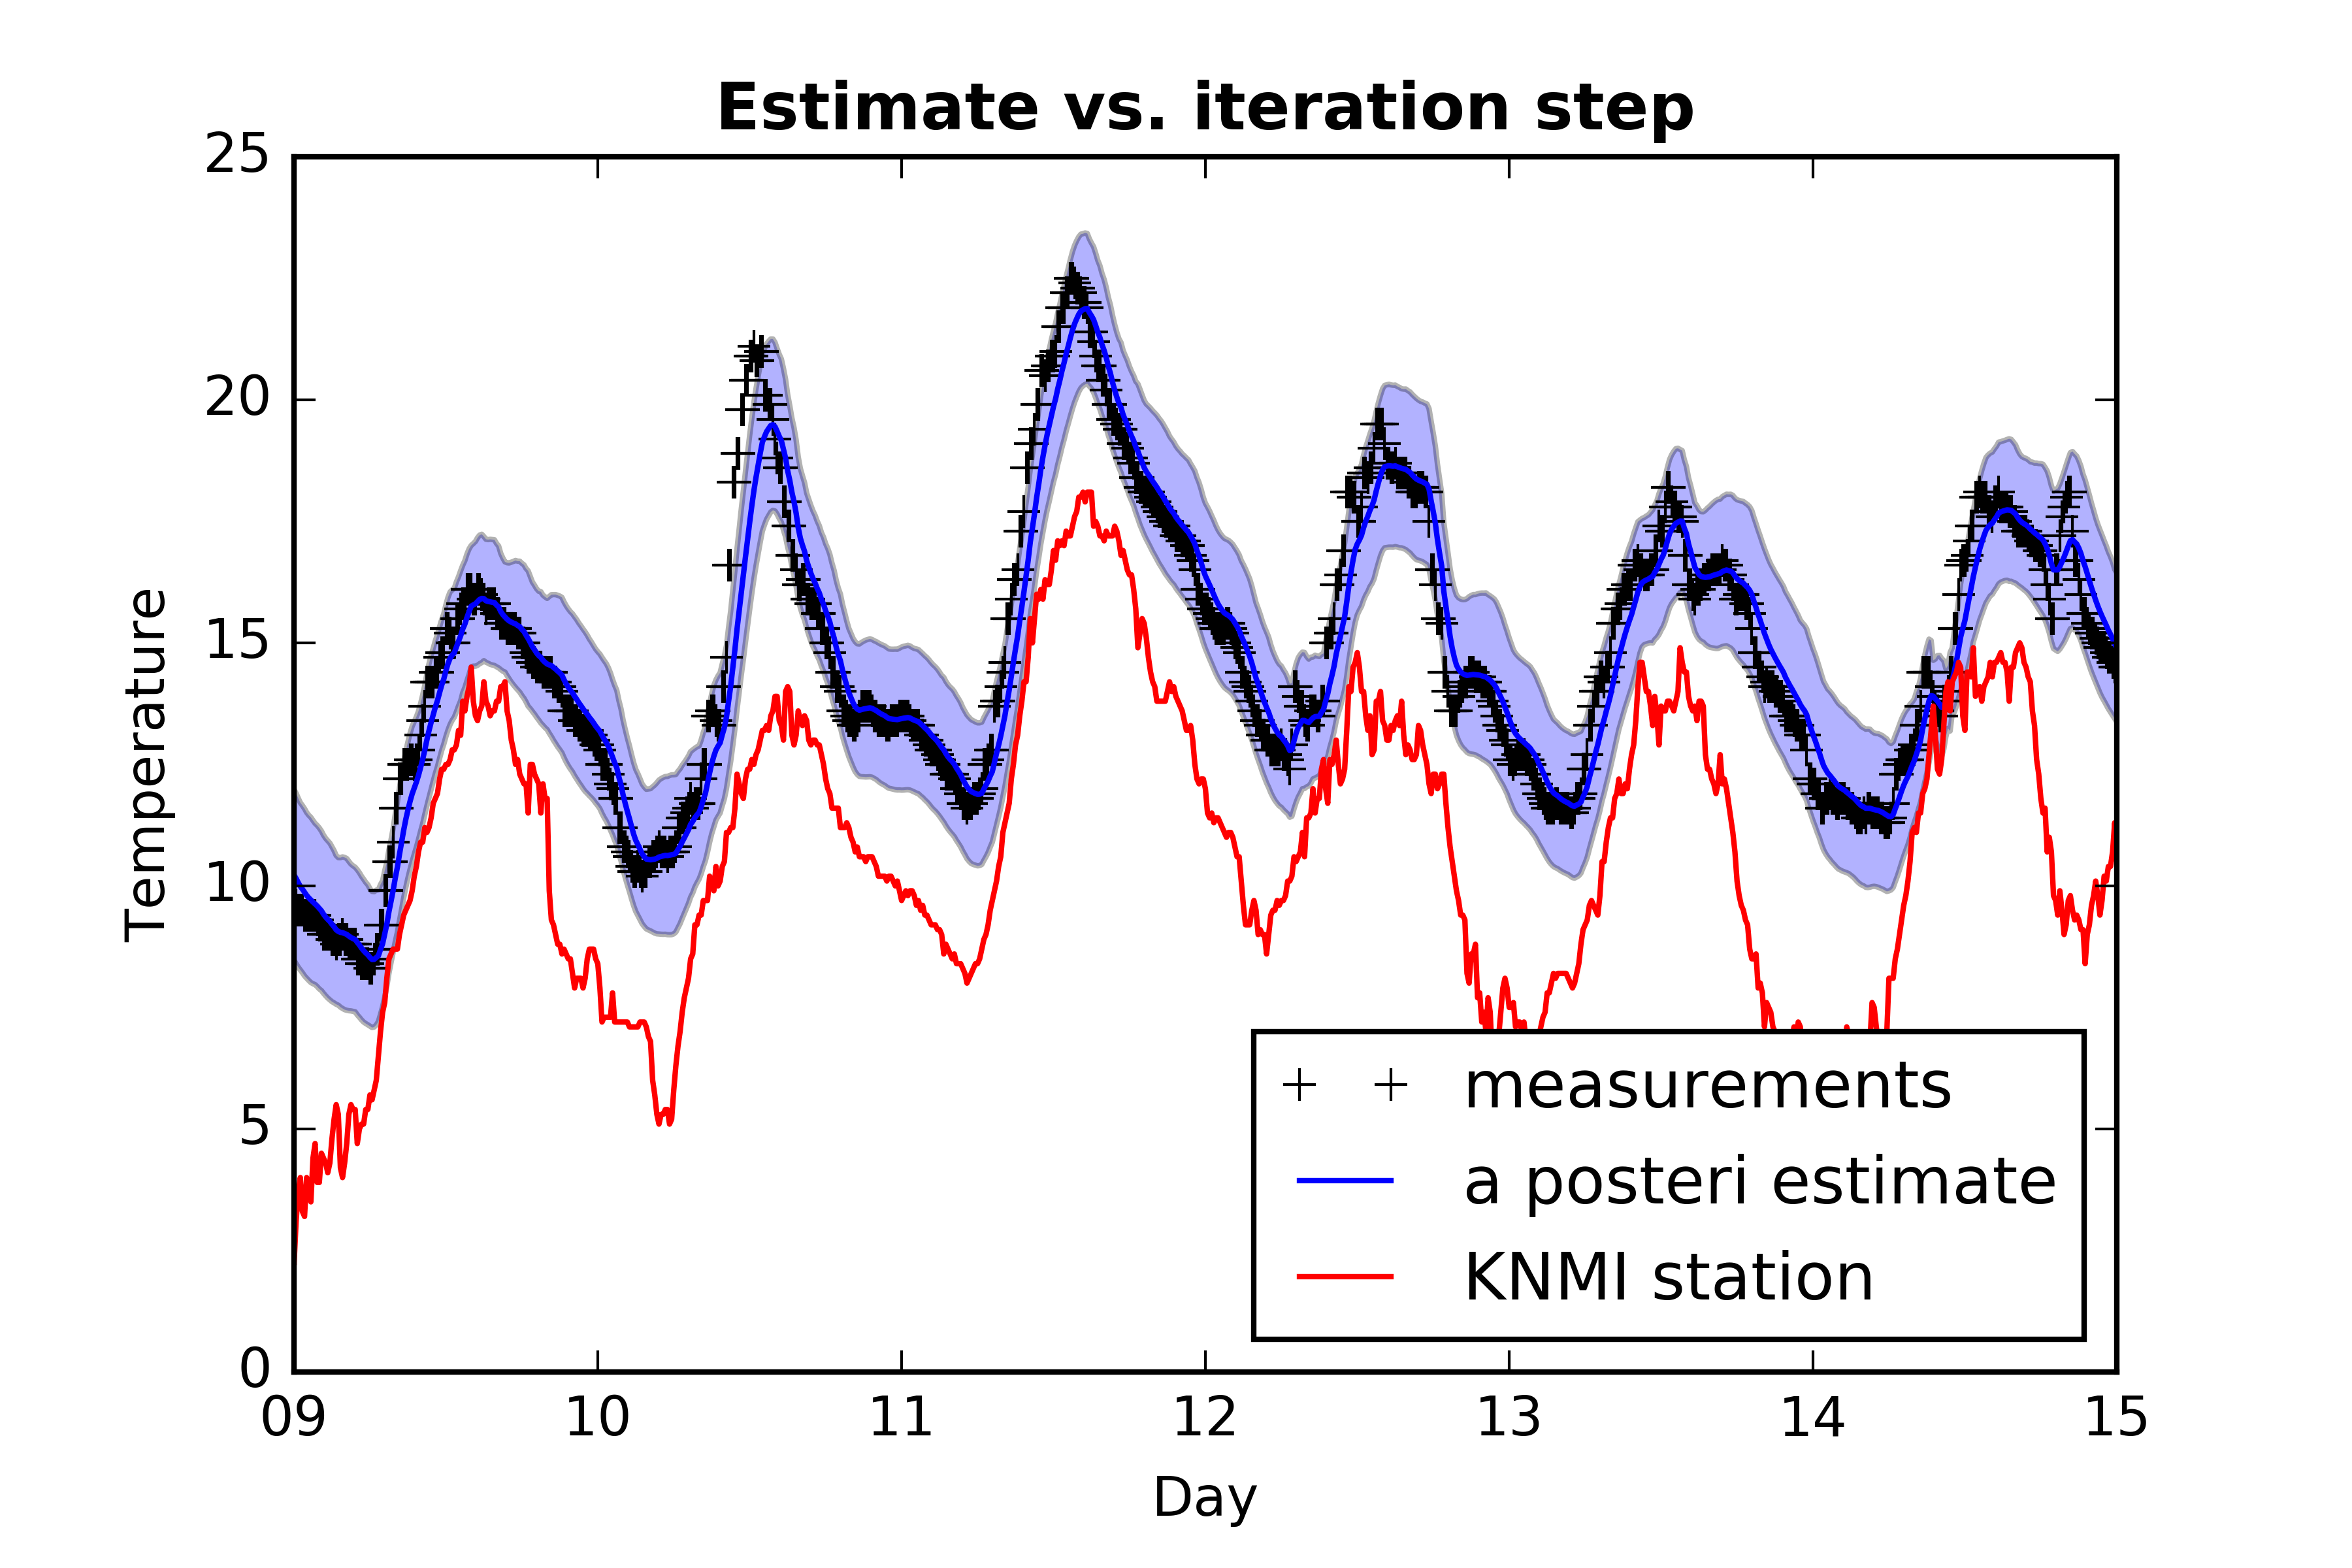 Estimate vs. iteration step
25
20
15
10
5
0
Temperature
09 10 11 12 13 14 15
Day
measurements
a posteri estimate
KNMI station